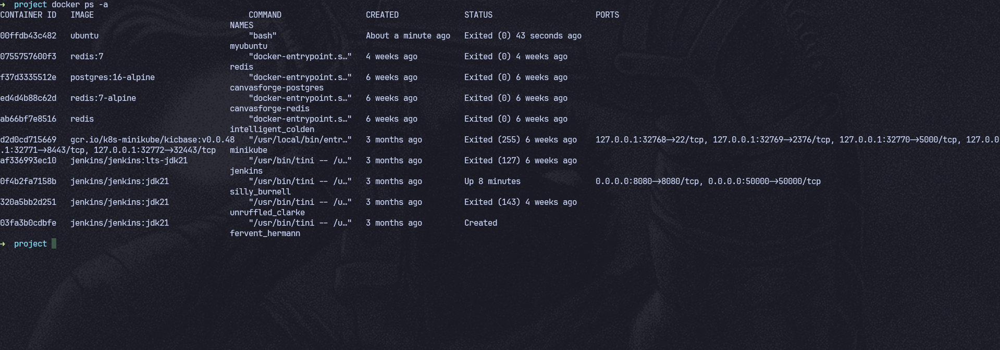 → project docker ps -a
CONTAINER ID IMAGE COMMAND CREATED STATUS PORTS
NAMES
00ffdb43c482 ubuntu "bash" About a minute ago Exited (0) 43 seconds ago
myubuntu
0755757600f3 redis:7 "docker-entrypoint.s…" 4 weeks ago Exited (0) 4 weeks ago
redis
f37d3335512e postgres:16-alpine "docker-entrypoint.s…" 6 weeks ago Exited (0) 6 weeks ago
canvasforge-postgres
ed4d4b88c62d redis:7-alpine "docker-entrypoint.s…" 6 weeks ago Exited (0) 6 weeks ago
canvasforge-redis
ab66bf7e8516 redis "docker-entrypoint.s…" 6 weeks ago Exited (0) 6 weeks ago
intelligent_colden
d2d0cd715669 gcr.io/k8s-minikube/kicbase:v0.0.48 "/usr/local/bin/entr…" 3 months ago Exited (255) 6 weeks ago 127.0.0.1:32768->22/tcp, 127.0.0.1:32769->2376/tcp, 127.0.0.1:32770->5000/tcp, 127.0.0
.1:32771->8443/tcp, 127.0.0.1:32772->32443/tcp minikube
af336993ec10 jenkins/jenkins:lts-jdk21 "/usr/bin/tini -- /u…" 3 months ago Exited (127) 6 weeks ago
jenkins
0f4b2fa7158b jenkins/jenkins:jdk21 "/usr/bin/tini -- /u…" 3 months ago Up 8 minutes 0.0.0.0:8080->8080/tcp, 0.0.0.0:50000->50000/tcp
silly_burnell
320a5bb2d251 jenkins/jenkins:jdk21 "/usr/bin/tini -- /u…" 3 months ago Exited (143) 4 weeks ago
unruffled_clarke
03fa3b0cdbfe jenkins/jenkins:jdk21 "/usr/bin/tini -- /u…" 3 months ago Created
fervent_hermann
→ project